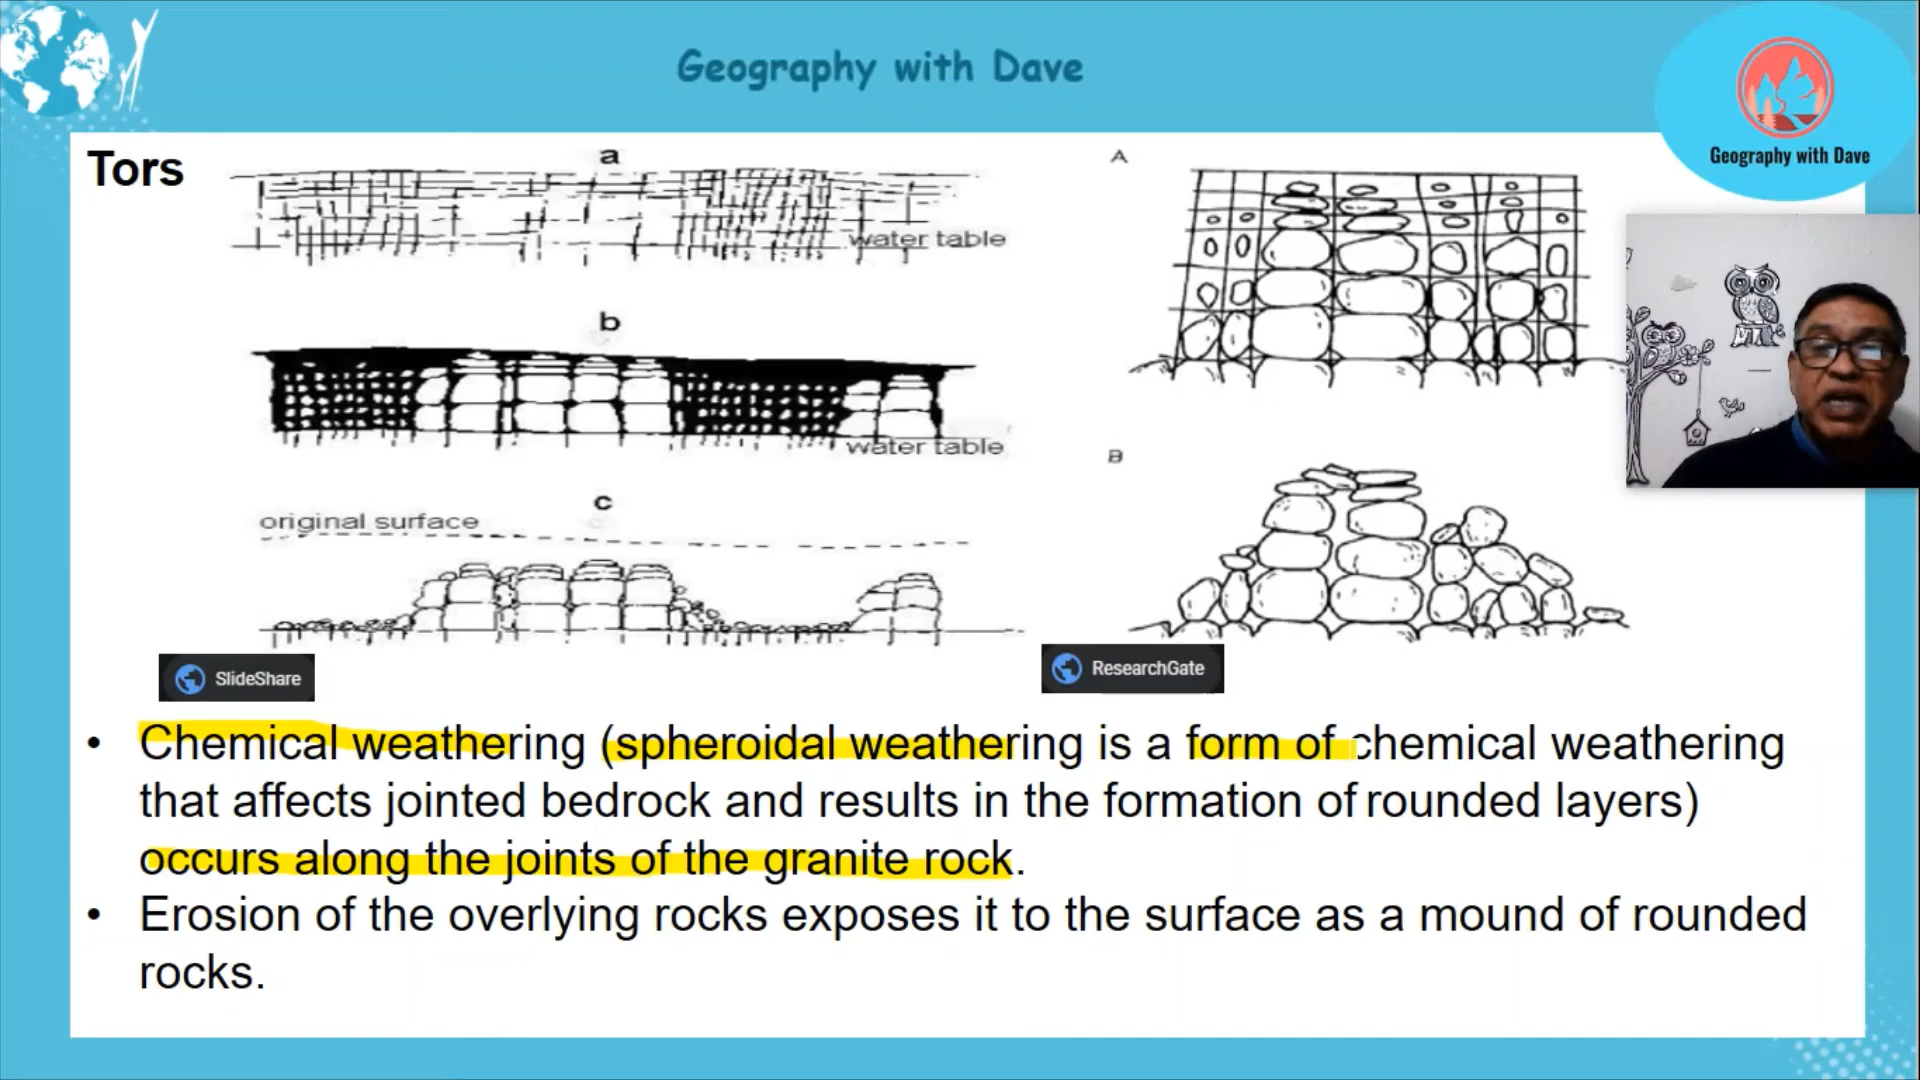 Geography with Dave
Geography with Dave
Tors
a
water table
b
water table
c
original surface
SlideShare
A
B
ResearchGate
• Chemical weathering (spheroidal weathering is a form of chemical weathering
that affects jointed bedrock and results in the formation of rounded layers)
occurs along the joints of the granite rock.
• Erosion of the overlying rocks exposes it to the surface as a mound of rounded
rocks.